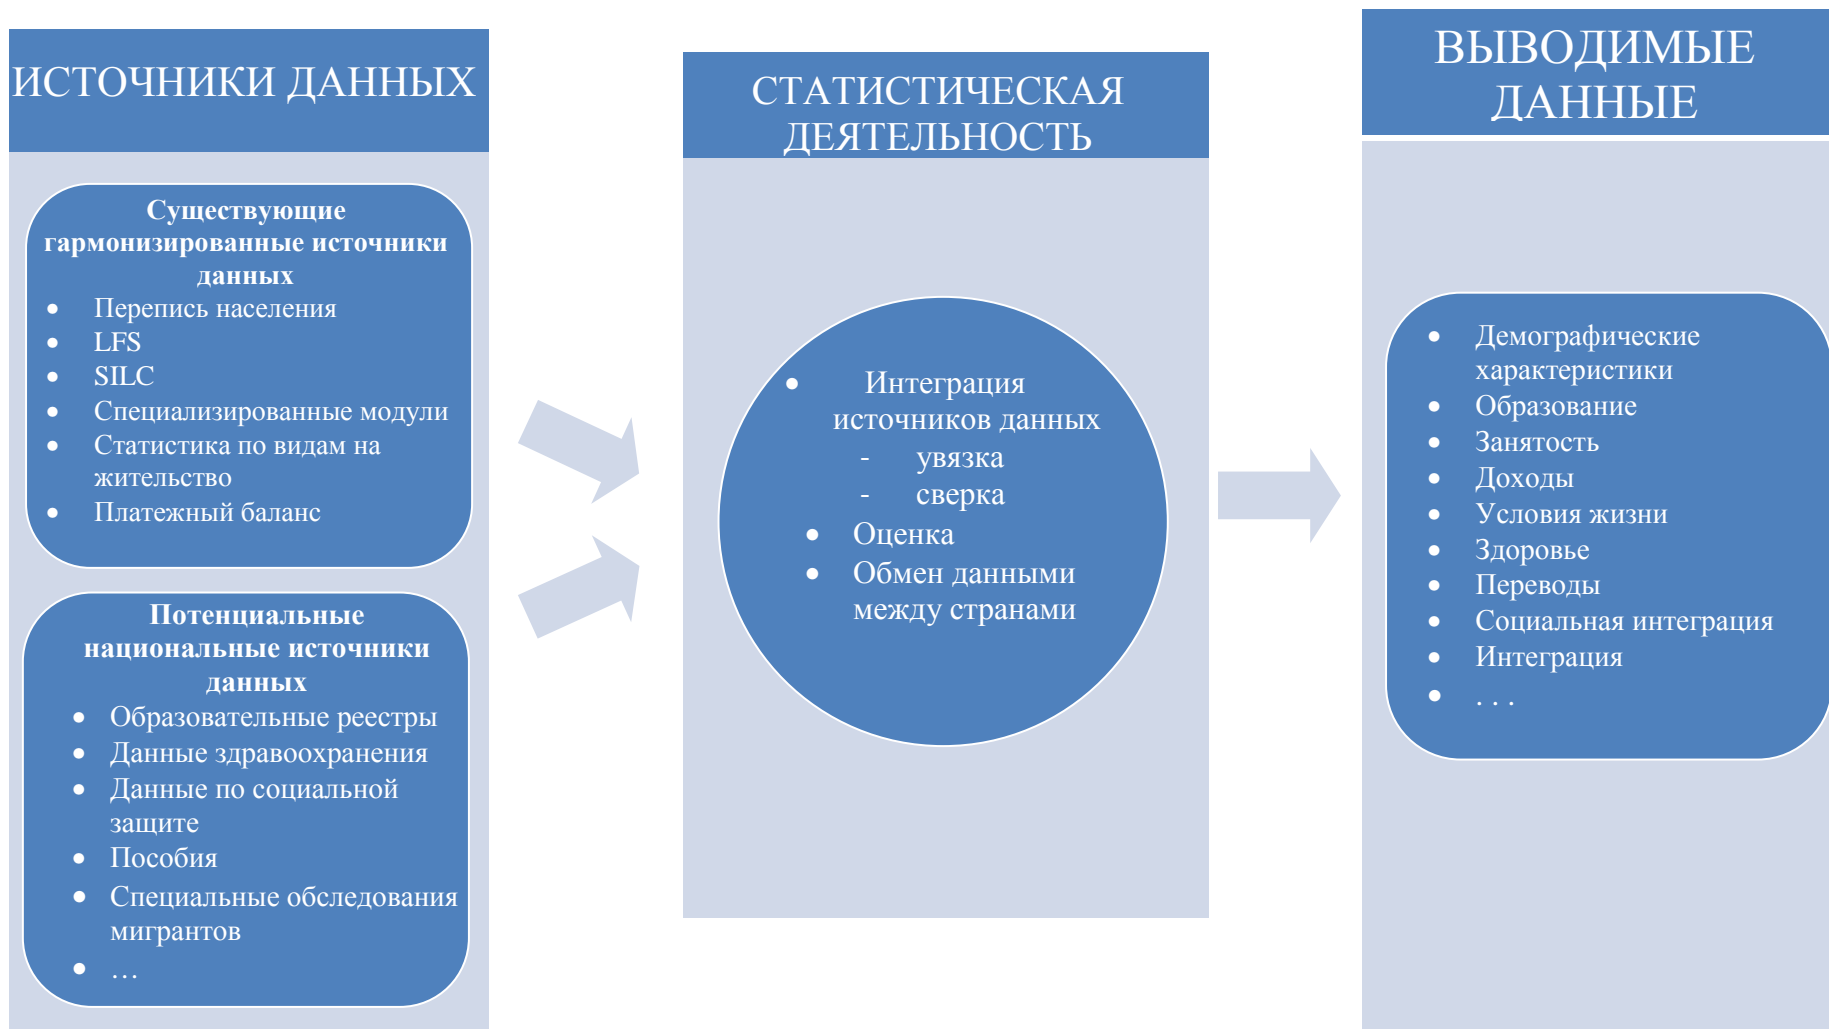 ИСТОЧНИКИ ДАННЫХ
Существующие
гармонизированные источники
данных
• Перепись населения
• LFS
• SILC
• Специализированные модули
• Статистика по видам на
жительство
• Платежный баланс
Потенциальные
национальные источники
данных
• Образовательные реестры
• Данные здравоохранения
• Данные по социальной
защите
• Пособия
• Специальные обследования
мигрантов
• …
СТАТИСТИЧЕСКАЯ
ДЕЯТЕЛЬНОСТЬ
• Интеграция
источников данных
- увязка
- сверка
• Оценка
• Обмен данными
между странами
ВЫВОДИМЫЕ
ДАННЫЕ
• Демографические
характеристики
• Образование
• Занятость
• Доходы
• Условия жизни
• Здоровье
• Переводы
• Социальная интеграция
• Интеграция
• . . .